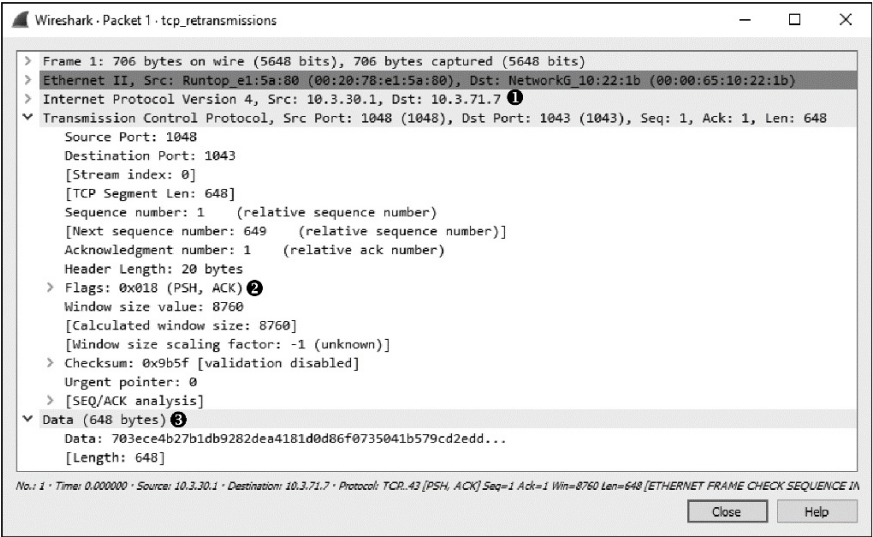 Wireshark · Packet 1 · tcp_retransmissions
> Frame 1: 706 bytes on wire (5648 bits), 706 bytes captured (5648 bits)
> Ethernet II, Src: Runtop_e1:5a:80 (00:20:78:e1:5a:80), Dst: NetworkG_10:22:1b (00:00:65:10:22:1b)
> Internet Protocol Version 4, Src: 10.3.30.1, Dst: 10.3.71.7 ❶
Transmission Control Protocol, Src Port: 1048 (1048), Dst Port: 1043 (1043), Seq: 1, Ack: 1, Len: 648
Source Port: 1048
Destination Port: 1043
[Stream index: 0]
[TCP Segment Len: 648]
Sequence number: 1 (relative sequence number)
[Next sequence number: 649 (relative sequence number)]
Acknowledgment number: 1 (relative ack number)
Header Length: 20 bytes
> Flags: 0x018 (PSH, ACK) ❷
Window size value: 8760
[Calculated window size: 8760]
[Window size scaling factor: -1 (unknown)]
> Checksum: 0x9b5f [validation disabled]
Urgent pointer: 0
> [SEQ/ACK analysis]
Data (648 bytes) ❸
Data: 703ece4b27b1db9282dea4181d0d86f0735041b579cd2edd...
[Length: 648]
No.: 1 · Time: 0.000000 · Source: 10.3.30.1 · Destination: 10.3.71.7 · Protocol: TCP..43 [PSH, ACK] Seq=1 Ack=1 Win=8760 Len=648 [ETHERNET FRAME CHECK SEQUENCE IN
Close
Help